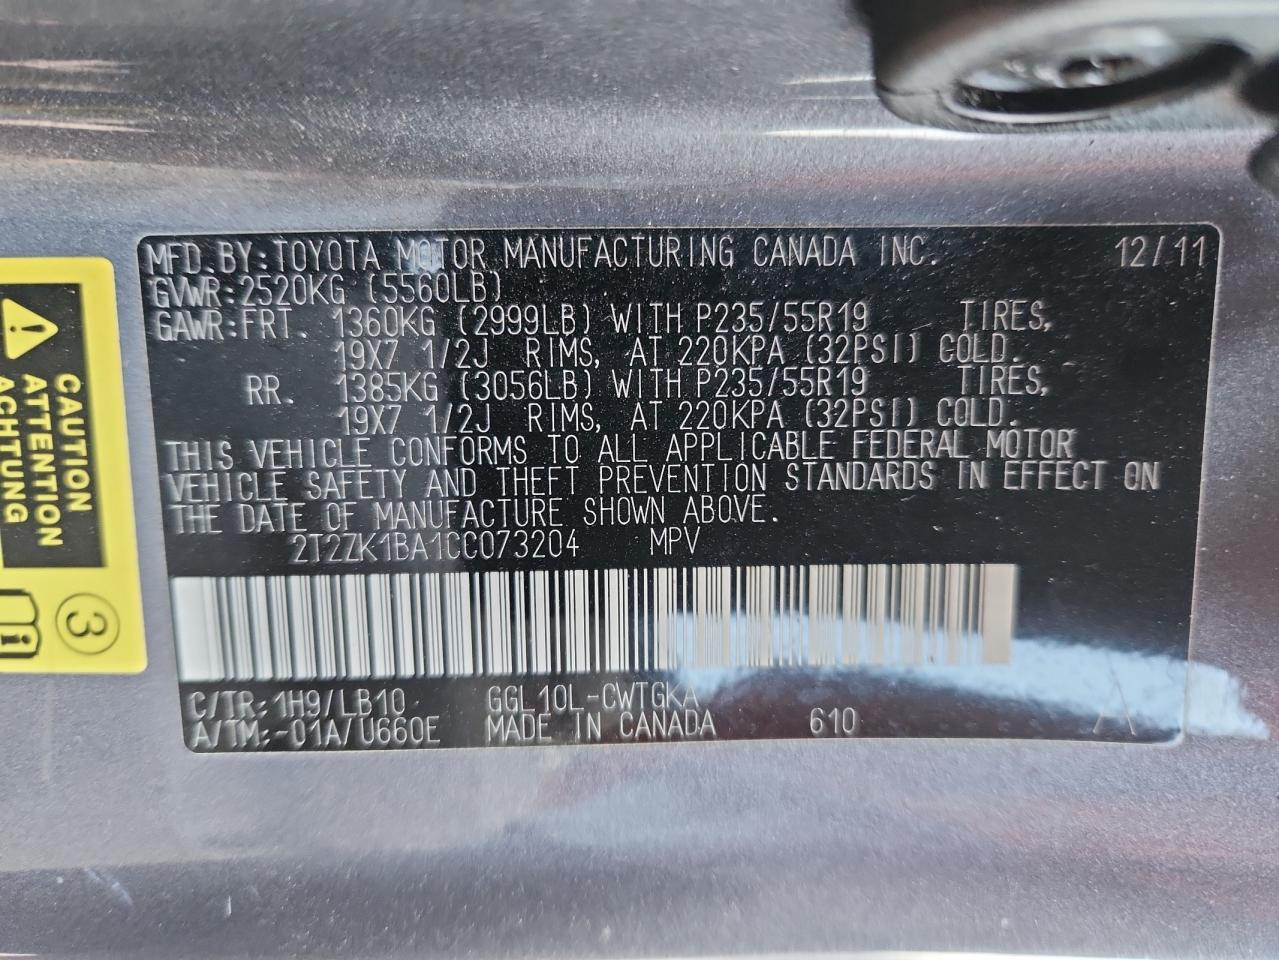 MFD.BY:TOYOTA MOTOR MANUFACTURING CANADA INC. 12/11
GVWR:2520KG (5560LB)
GAWR:FRT. 1360KG (2999LB) WITH P235/55R19 TIRES,
19X7 1/2J RIMS, AT 220KPA (32PSI) COLD.
RR. 1385KG (3056LB) WITH P235/55R19 TIRES,
19X7 1/2J RIMS, AT 220KPA (32PSI) COLD.
THIS VEHICLE CONFORMS TO ALL APPLICABLE FEDERAL MOTOR
VEHICLE SAFETY AND THEFT PREVENTION STANDARDS IN EFFECT ON
THE DATE OF MANUFACTURE SHOWN ABOVE.
2T2ZK1BA1CC073204 MPV
C/TR:1H9/LB10 GGL10L-CWTGKA
A/TM:-01A/U660E MADE IN CANADA 610 A
CAUTION
ATTENTION
ACHTUNG
3